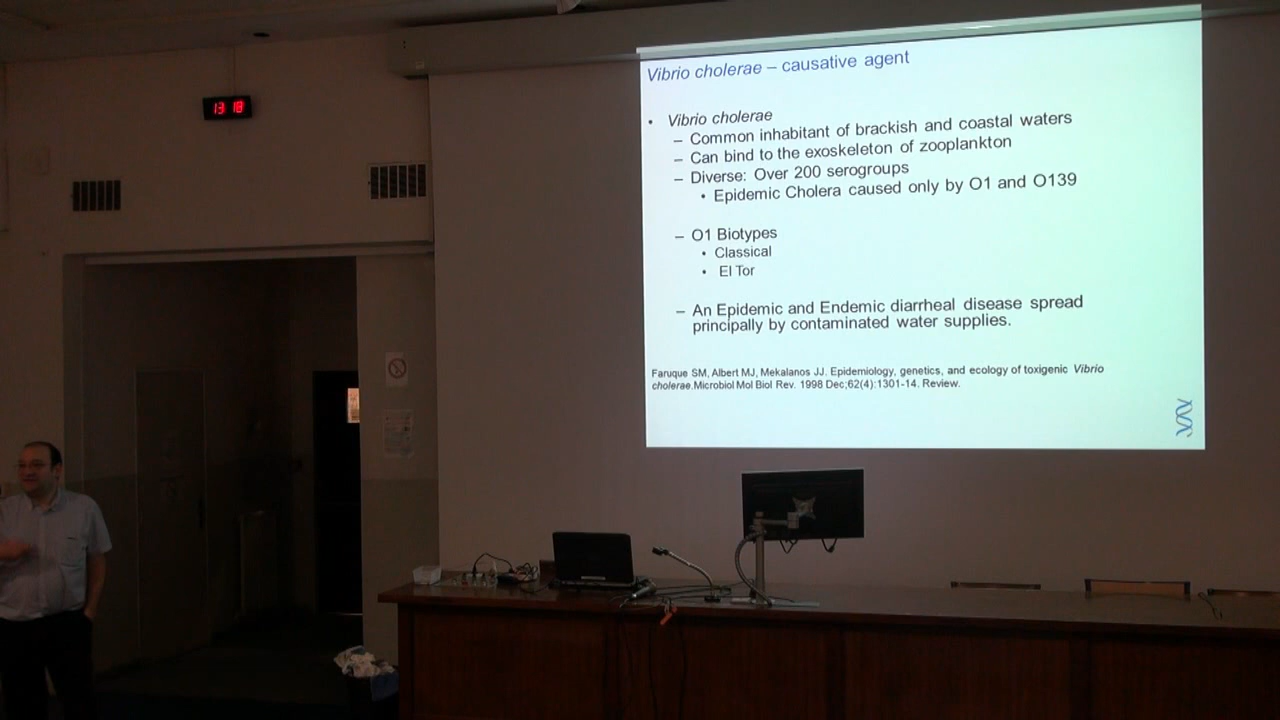 13 18
Vibrio cholerae – causative agent
• Vibrio cholerae
– Common inhabitant of brackish and coastal waters
– Can bind to the exoskeleton of zooplankton
– Diverse: Over 200 serogroups
• Epidemic Cholera caused only by O1 and O139
– O1 Biotypes
• Classical
• El Tor
– An Epidemic and Endemic diarrheal disease spread
principally by contaminated water supplies.
Faruque SM, Albert MJ, Mekalanos JJ. Epidemiology, genetics, and ecology of toxigenic Vibrio
cholerae.Microbiol Mol Biol Rev. 1998 Dec;62(4):1301-14. Review.